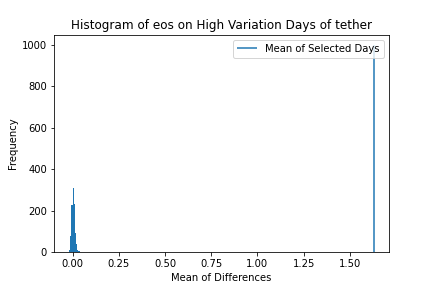 Histogram of eos on High Variation Days of tether
Mean of Selected Days
1000
800
600
400
200
0
Frequency
0.00 0.25 0.50 0.75 1.00 1.25 1.50
Mean of Differences